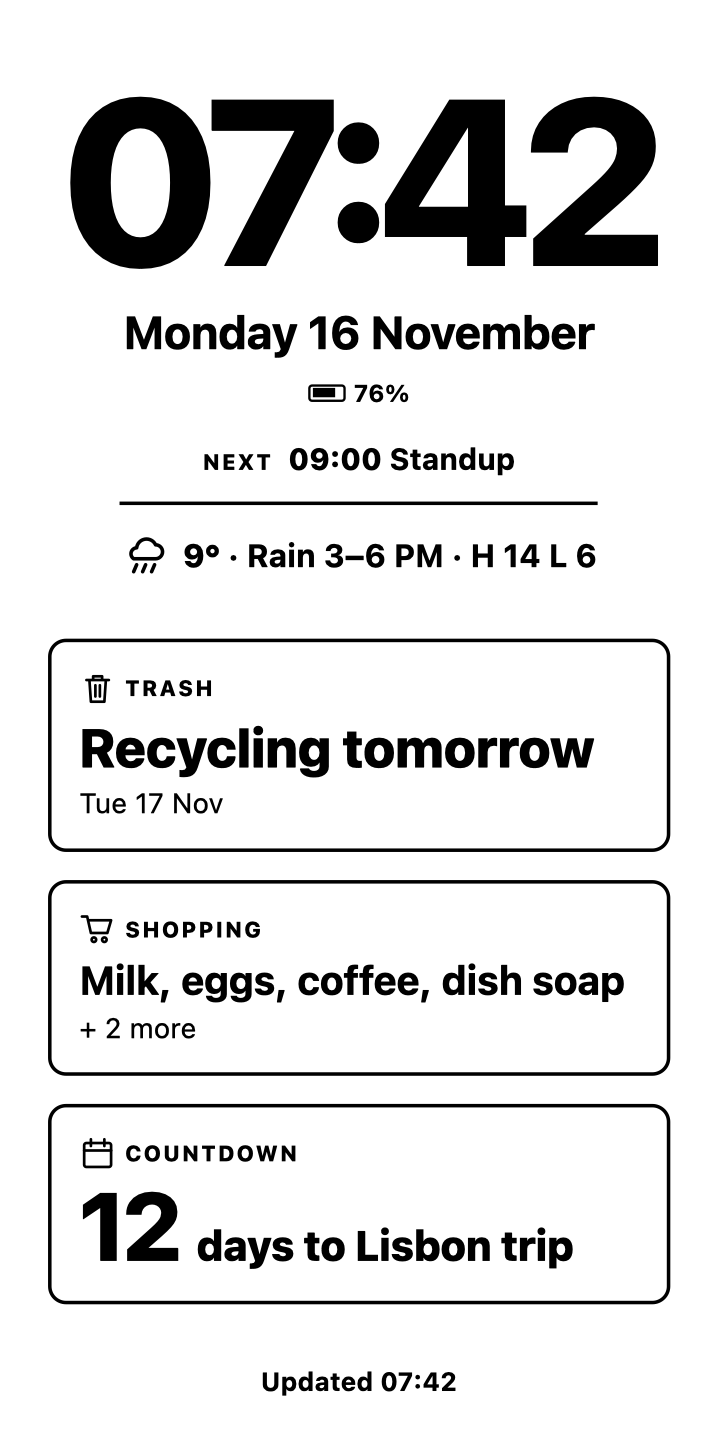 07:42
Monday 16 November
76%
NEXT 09:00 Standup
9° · Rain 3–6 PM · H 14 L 6
TRASH
Recycling tomorrow
Tue 17 Nov
SHOPPING
Milk, eggs, coffee, dish soap
+ 2 more
COUNTDOWN
12 days to Lisbon trip
Updated 07:42